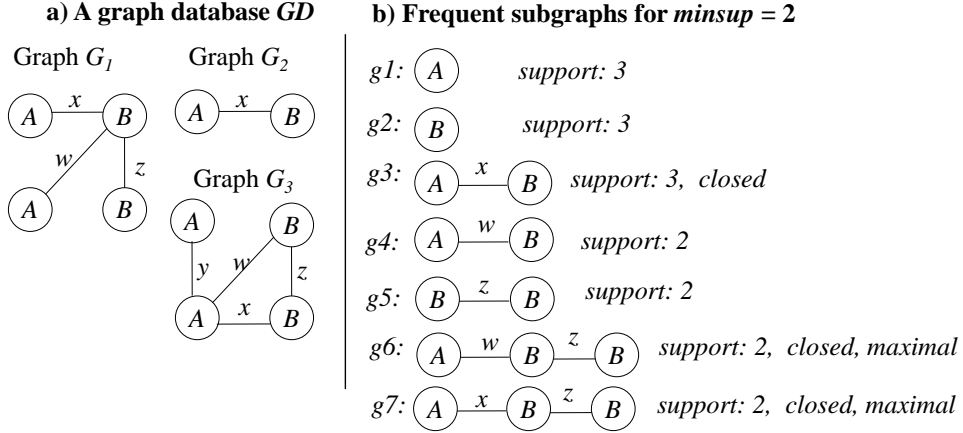 a) A graph database GD
Graph G1
Graph G2
A x B
w
z
A B
A x B
Graph G3
A B
y w z
A x B
b) Frequent subgraphs for minsup = 2
g1: A support: 3
g2: B support: 3
g3: A x B support: 3, closed
g4: A w B support: 2
g5: B z B support: 2
g6: A w B z B support: 2, closed, maximal
g7: A x B z B support: 2, closed, maximal